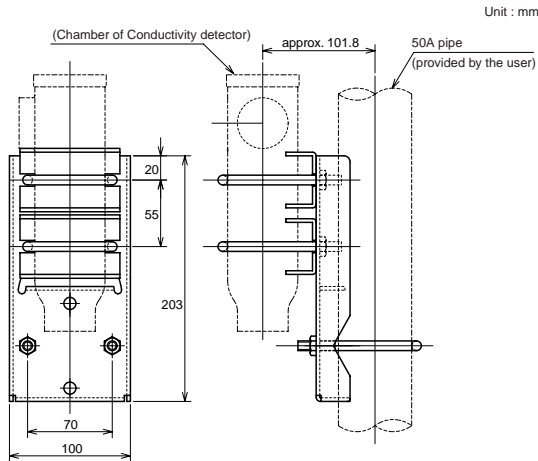 Unit : mm
(Chamber of Conductivity detector)
approx. 101.8
50A pipe
(provided by the user)
20
55
203
70
100